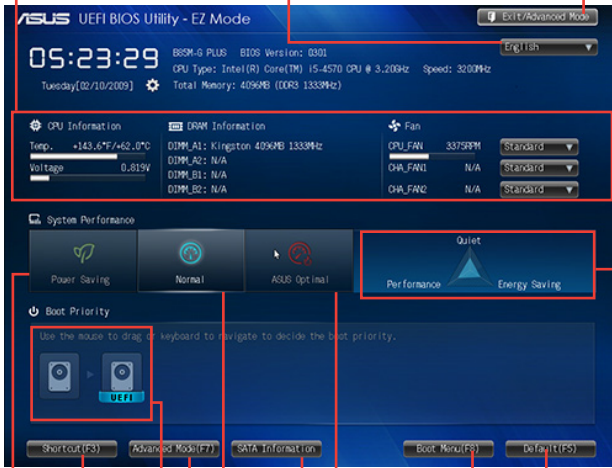 ASUS UEFI BIOS Utility - EZ Mode
Exit/Advanced Mode
English
05:23:29
Tuesday[02/10/2009]
B85M-G PLUS BIOS Version: 0301
CPU Type: Intel(R) Core(TM) i5-4570 CPU @ 3.20GHz Speed: 3200MHz
Total Memory: 4096MB (DDR3 1333MHz)
CPU Information
Temp. +143.6°F/+62.0°C
Voltage 0.819V
DRAM Information
DIMM_A1: Kingston 4096MB 1333MHz
DIMM_A2: N/A
DIMM_B1: N/A
DIMM_B2: N/A
Fan
CPU_FAN 3375RPM Standard
CHA_FAN1 N/A Standard
CHA_FAN2 N/A Standard
System Performance
Power Saving
Normal
ASUS Optimal
Quiet
Performance
Energy Saving
Boot Priority
Use the mouse to drag or keyboard to navigate to decide the boot priority.
UEFI
Shortcut(F3)
Advanced Mode(F7)
SATA Information
Boot Menu(F8)
Default(F5)